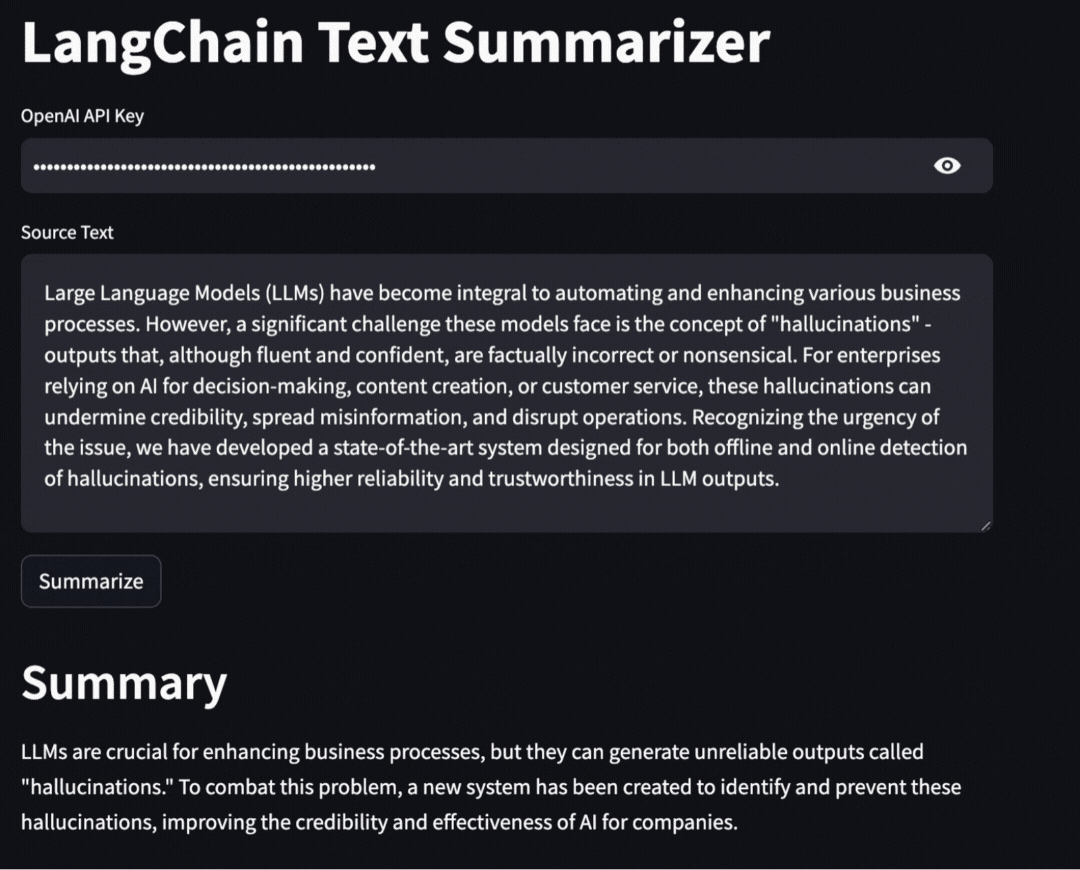 LangChain Text Summarizer
OpenAI API Key
Source Text
Large Language Models (LLMs) have become integral to automating and enhancing various business
processes. However, a significant challenge these models face is the concept of "hallucinations" -
outputs that, although fluent and confident, are factually incorrect or nonsensical. For enterprises
relying on AI for decision-making, content creation, or customer service, these hallucinations can
undermine credibility, spread misinformation, and disrupt operations. Recognizing the urgency of
the issue, we have developed a state-of-the-art system designed for both offline and online detection
of hallucinations, ensuring higher reliability and trustworthiness in LLM outputs.
Summarize
Summary
LLMs are crucial for enhancing business processes, but they can generate unreliable outputs called
"hallucinations." To combat this problem, a new system has been created to identify and prevent these
hallucinations, improving the credibility and effectiveness of AI for companies.